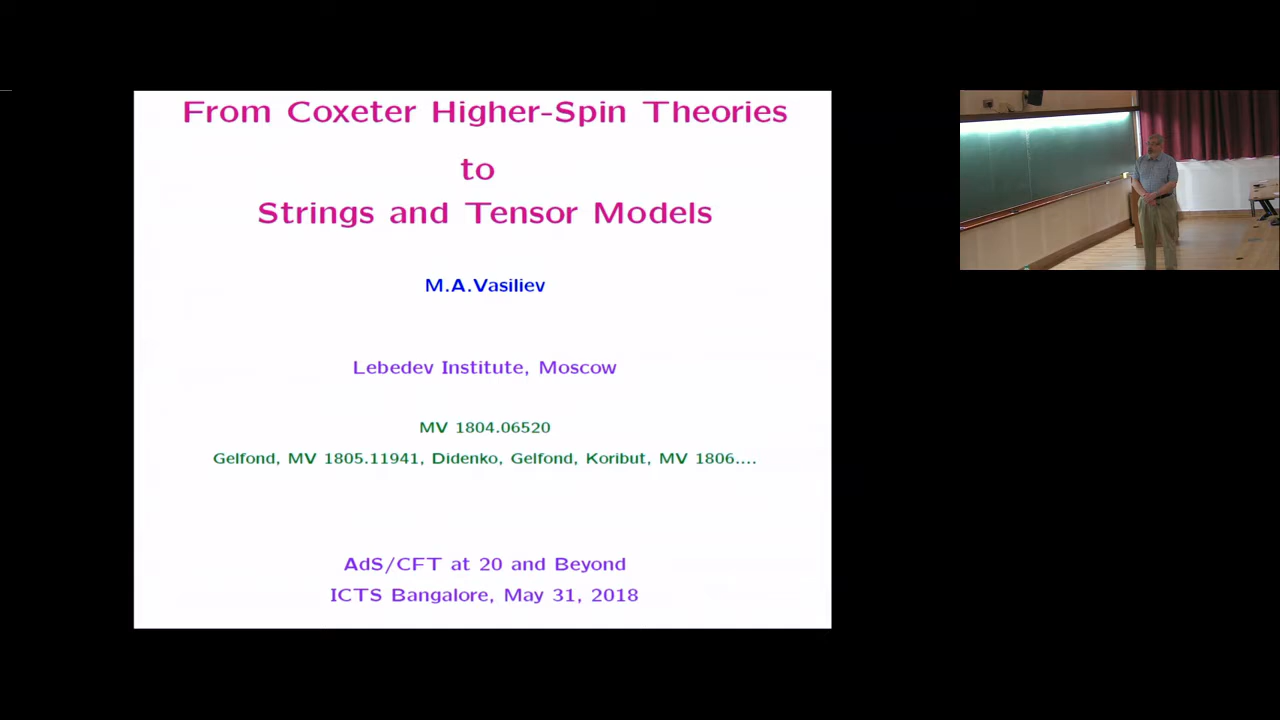 From Coxeter Higher-Spin Theories
to
Strings and Tensor Models
M.A.Vasiliev
Lebedev Institute, Moscow
MV 1804.06520
Gelfond, MV 1805.11941, Didenko, Gelfond, Koribut, MV 1806....
AdS/CFT at 20 and Beyond
ICTS Bangalore, May 31, 2018